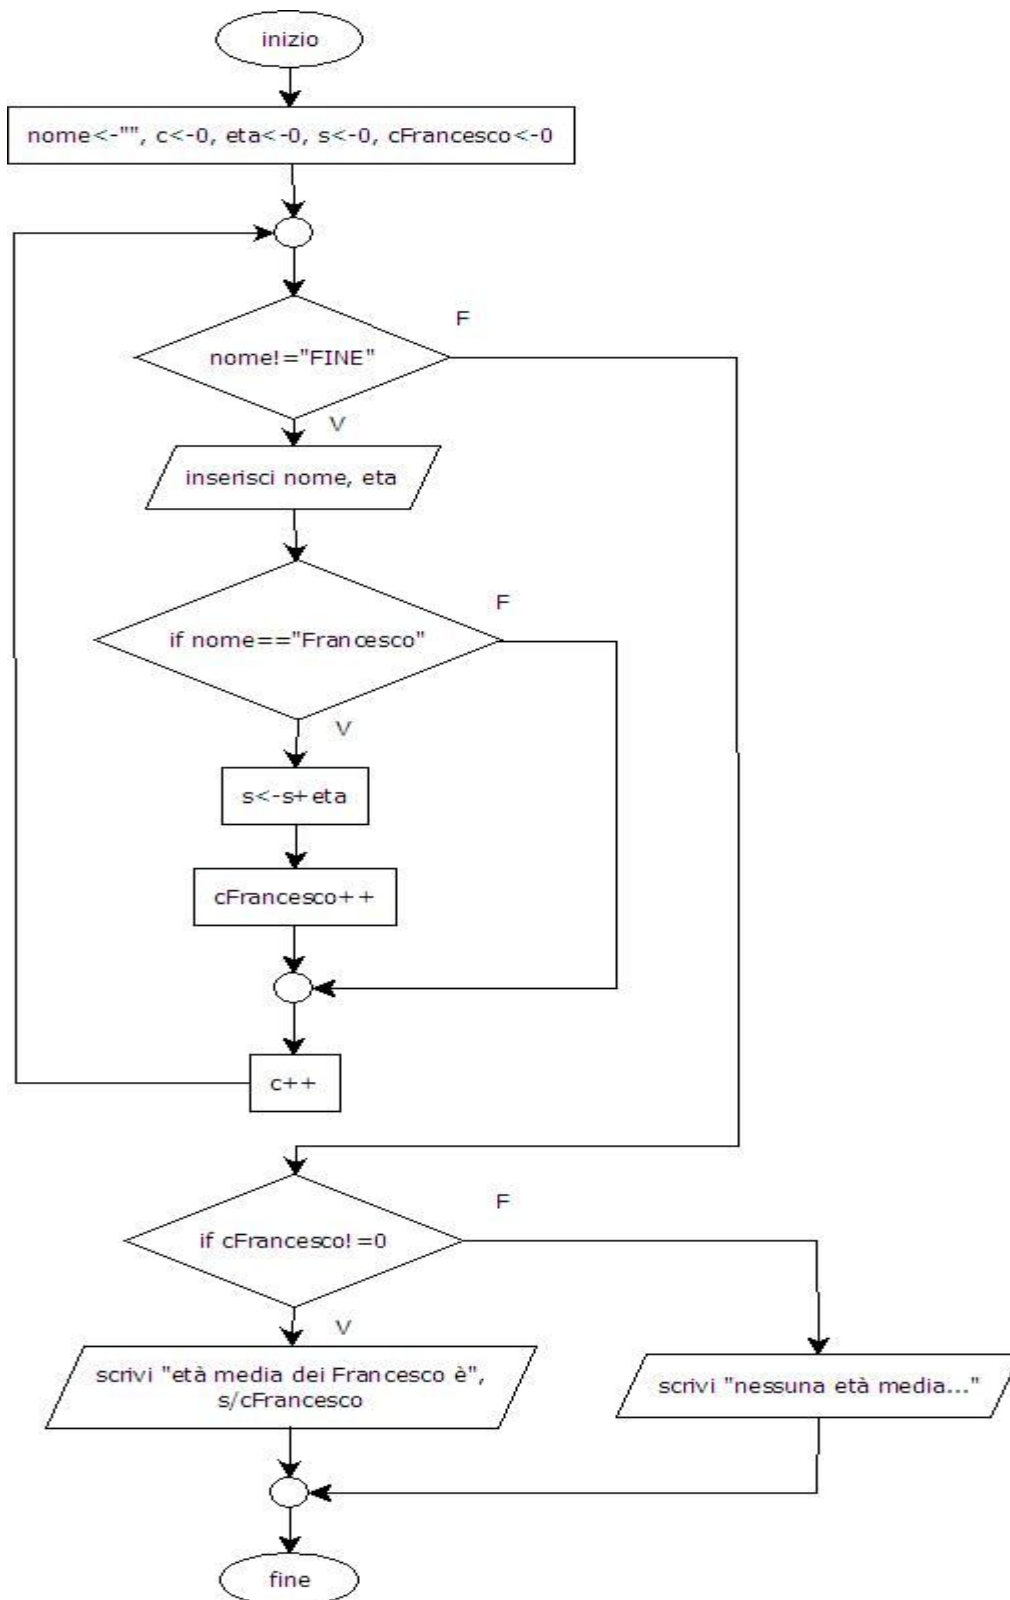 inizio
nome<-"", c<-0, eta<-0, s<-0, cFrancesco<-0
F
nome!="FINE"
V
inserisci nome, eta
F
if nome=="Francesco"
V
s<-s+eta
cFrancesco++
c++
F
if cFrancesco!=0
V
scrivi "età media dei Francesco è",
s/cFrancesco
scrivi "nessuna età media..."
fine